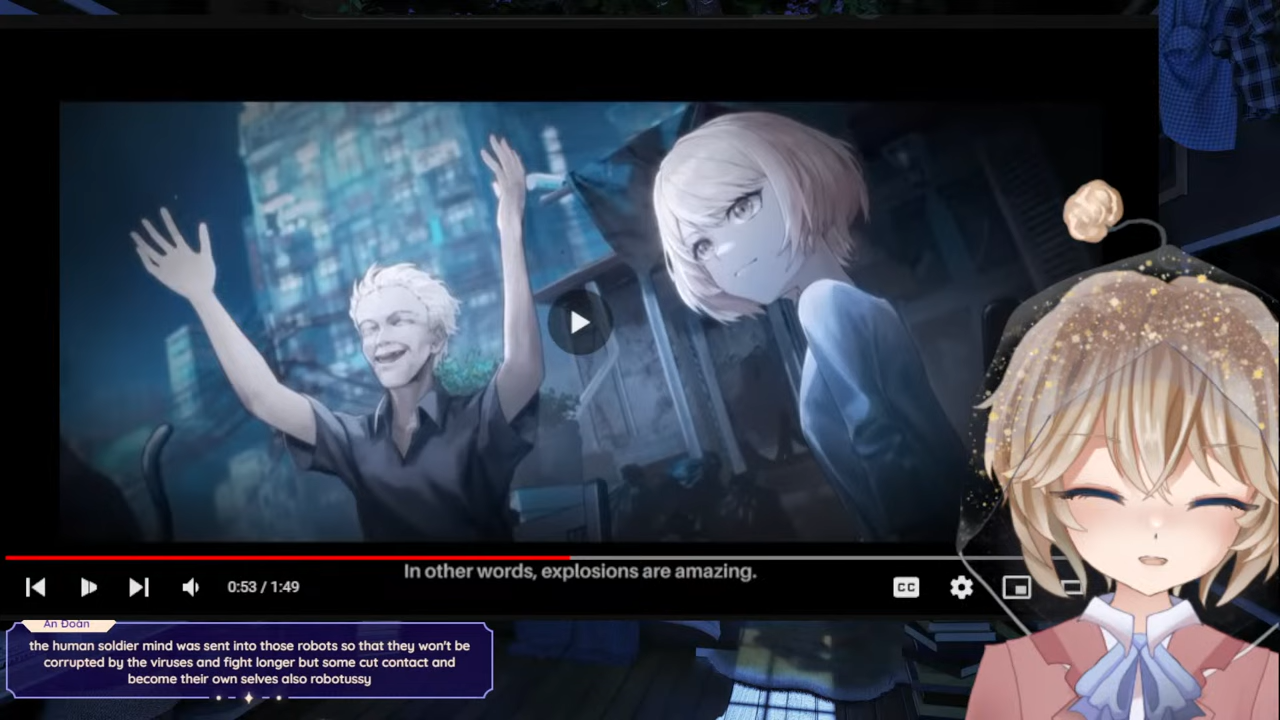 In other words, explosions are amazing.
0:53 / 1:49
CC
An Đoàn
the human soldier mind was sent into those robots so that they won't be
corrupted by the viruses and fight longer but some cut contact and
become their own selves also robotussy